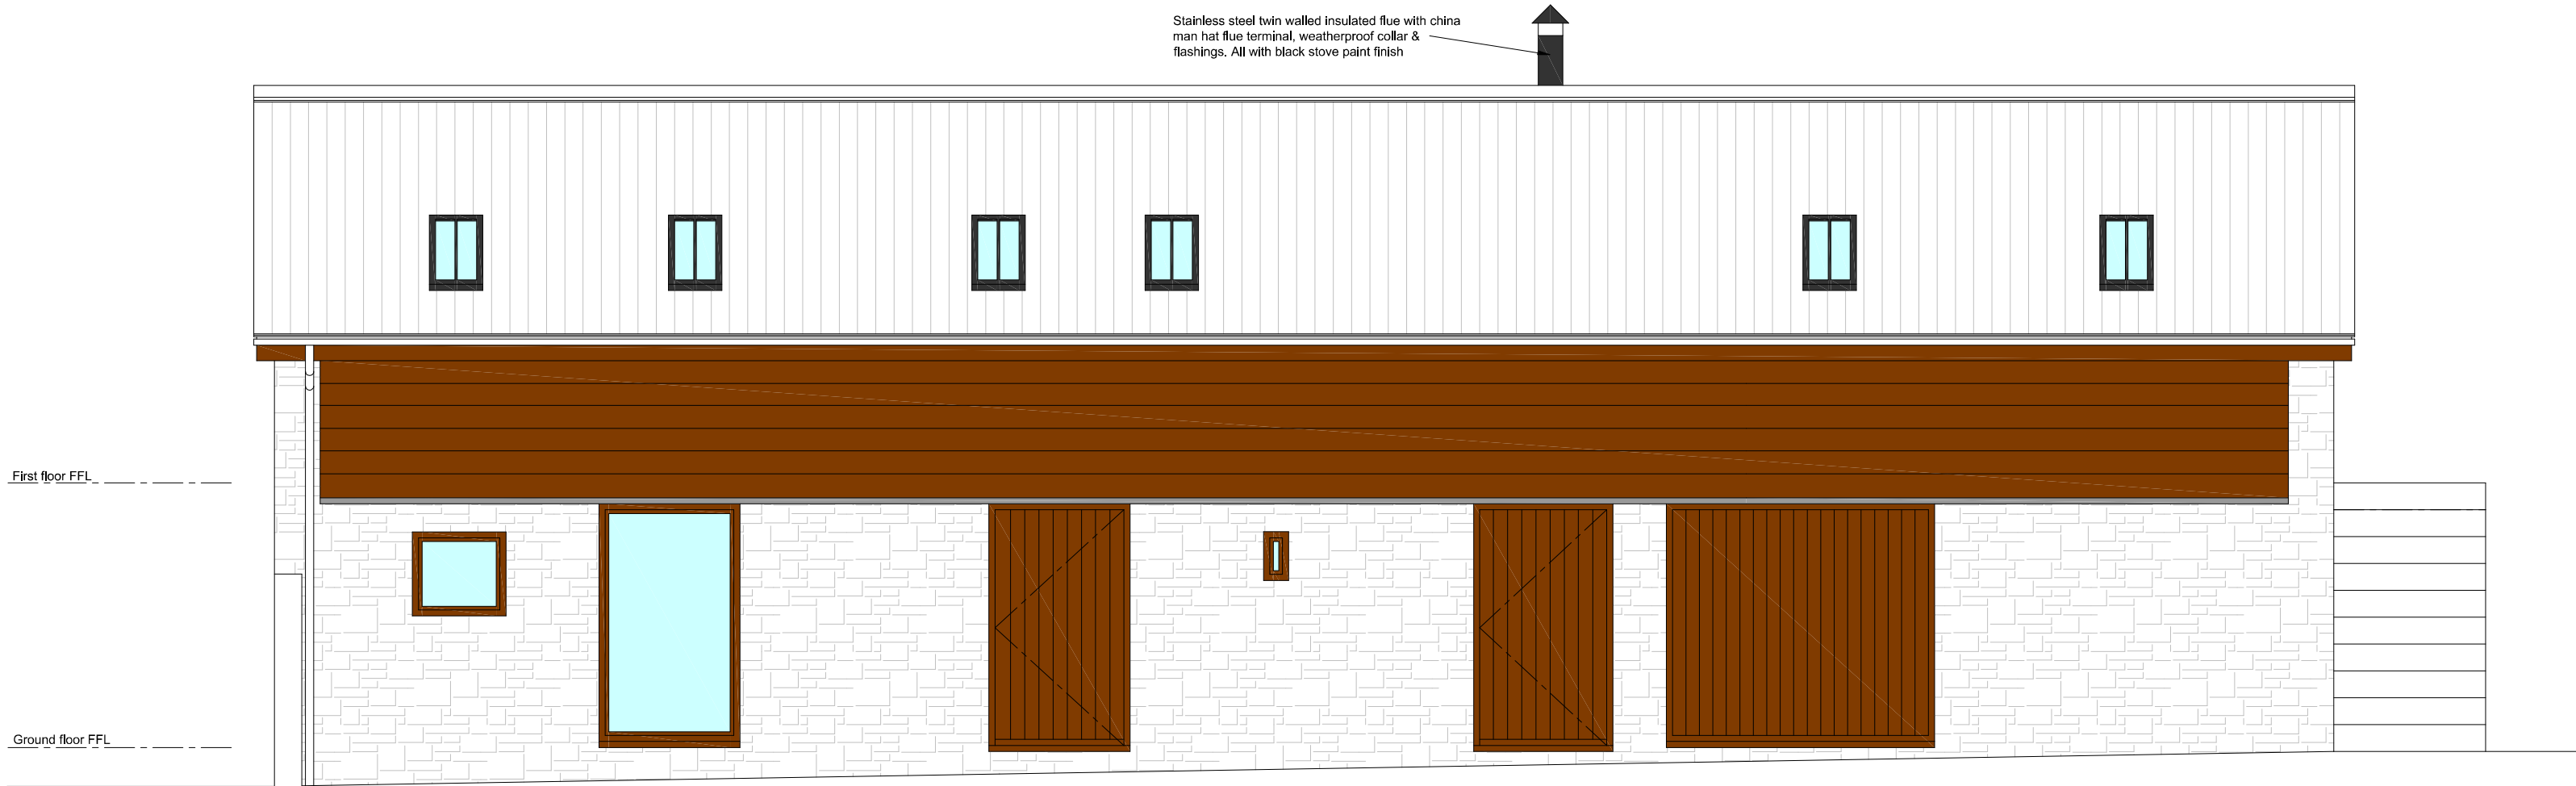 Stainless steel twin walled insulated flue with china
man hat flue terminal, weatherproof collar &
flashings. All with black stove paint finish
First floor FFL
Ground floor FFL